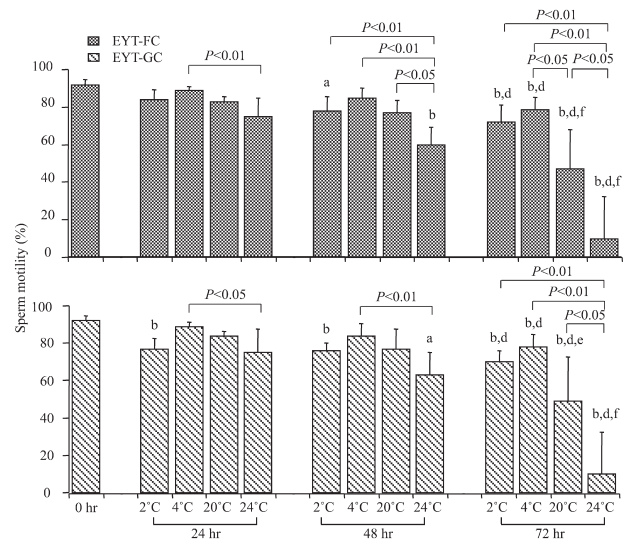 EYT-FC
EYT-GC
P<0.01
P<0.01
P<0.01
P<0.05
P<0.01
P<0.01
P<0.05
P<0.05
Sperm motility (%)
100
80
60
40
20
0
a
b
b,d
b,d
b,d,f
b,d,f
P<0.05
P<0.01
P<0.01
P<0.01
P<0.05
100
80
60
40
20
0
b
b
a
b,d
b,d
b,d,e
b,d,f
0 hr
2˚C 4˚C 20˚C 24˚C
2˚C 4˚C 20˚C 24˚C
2˚C 4˚C 20˚C 24˚C
24 hr
48 hr
72 hr